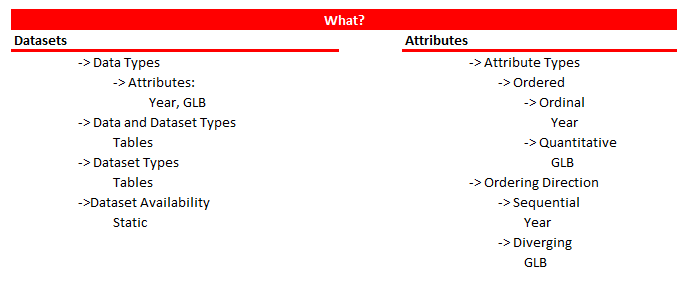 What?
Datasets
-> Data Types
-> Attributes:
Year, GLB
-> Data and Dataset Types
Tables
-> Dataset Types
Tables
->Dataset Availability
Static
Attributes
-> Attribute Types
-> Ordered
-> Ordinal
Year
-> Quantitative
GLB
-> Ordering Direction
-> Sequential
Year
-> Diverging
GLB